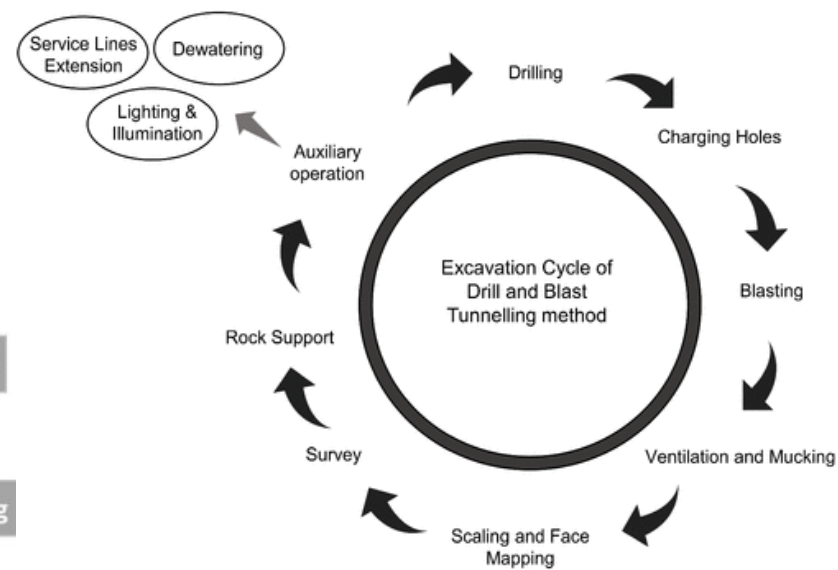 Service Lines
Extension
Dewatering
Lighting &
Illumination
Auxiliary
operation
Drilling
Charging Holes
Blasting
Ventilation and Mucking
Scaling and Face
Mapping
Survey
Rock Support
Excavation Cycle of
Drill and Blast
Tunnelling method
g